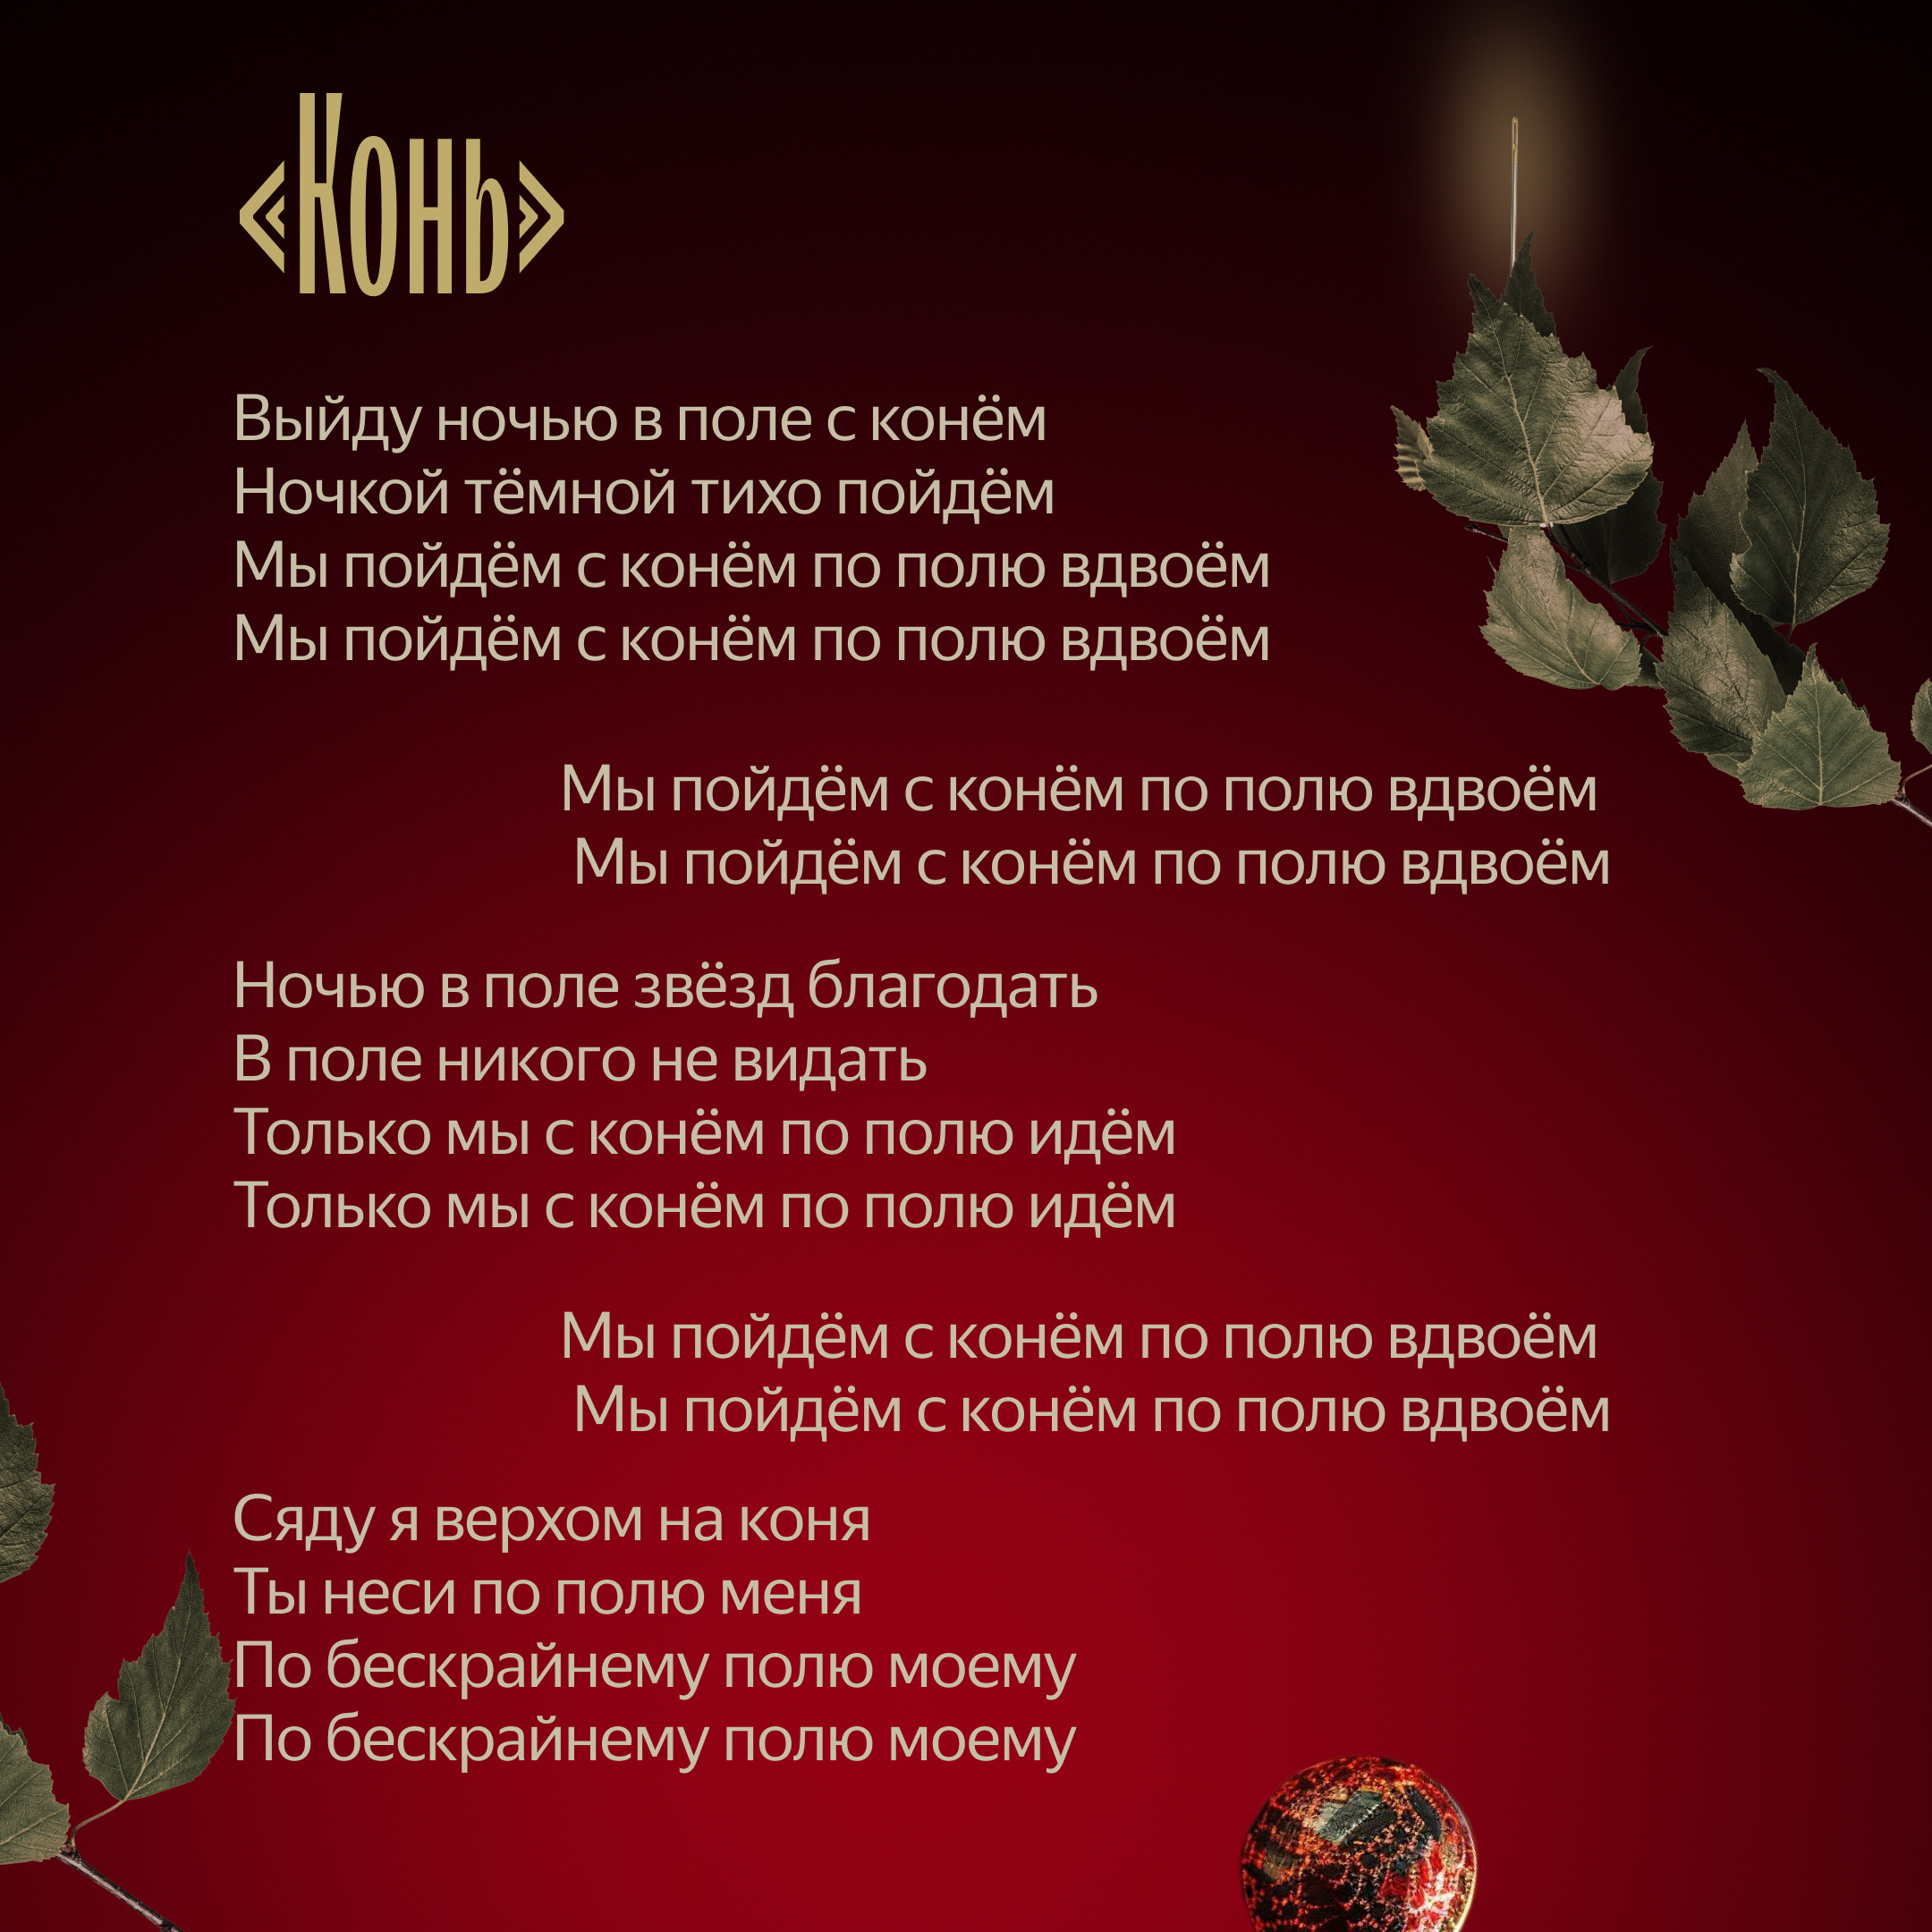 «Конь»
Выйду ночью в поле с конём
Ночкой тёмной тихо пойдём
Мы пойдём с конём по полю вдвоём
Мы пойдём с конём по полю вдвоём
Мы пойдём с конём по полю вдвоём
Мы пойдём с конём по полю вдвоём
Ночью в поле звёзд благодать
В поле никого не видать
Только мы с конём по полю идём
Только мы с конём по полю идём
Мы пойдём с конём по полю вдвоём
Мы пойдём с конём по полю вдвоём
Сяду я верхом на коня
Ты неси по полю меня
По бескрайнему полю моему
По бескрайнему полю моему